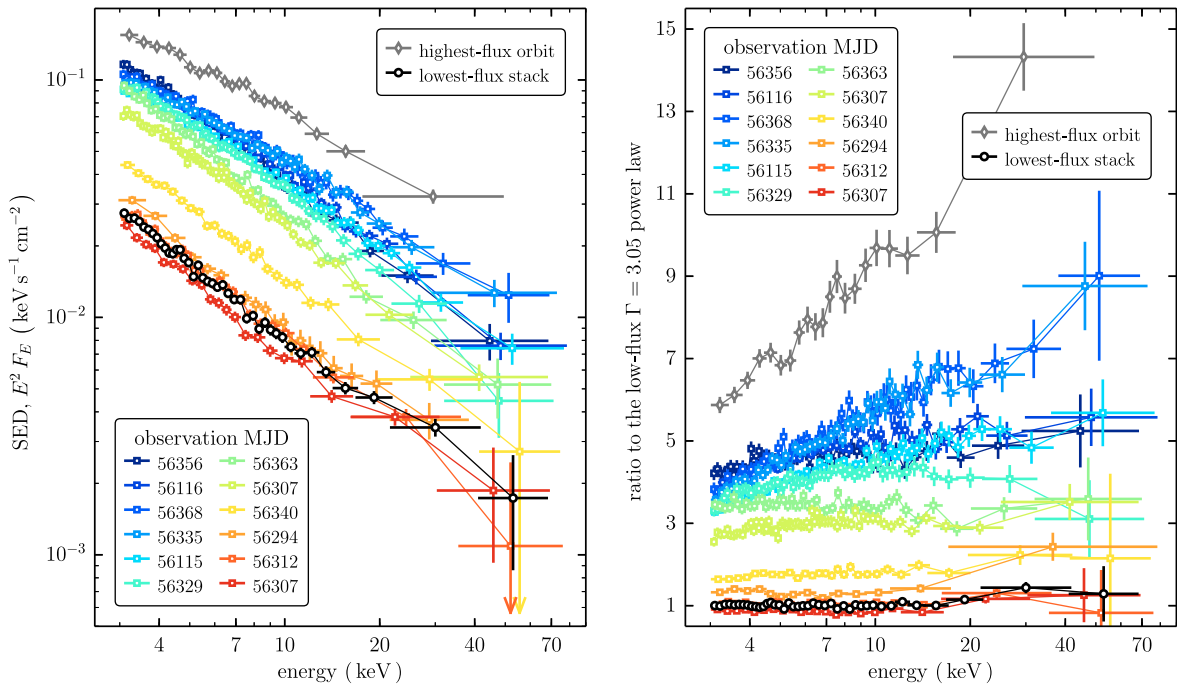 highest-flux orbit
lowest-flux stack
observation MJD
56356 56363
56116 56307
56368 56340
56335 56294
56115 56312
56329 56307
10⁻¹
10⁻²
10⁻³
4 7 10 20 40 70
energy (keV)
SED, E² F_E (keV s⁻¹ cm⁻²)
observation MJD
56356 56363
56116 56307
56368 56340
56335 56294
56115 56312
56329 56307
highest-flux orbit
lowest-flux stack
15
13
11
9
7
5
3
1
4 7 10 20 40 70
energy (keV)
ratio to the low-flux Γ = 3.05 power law